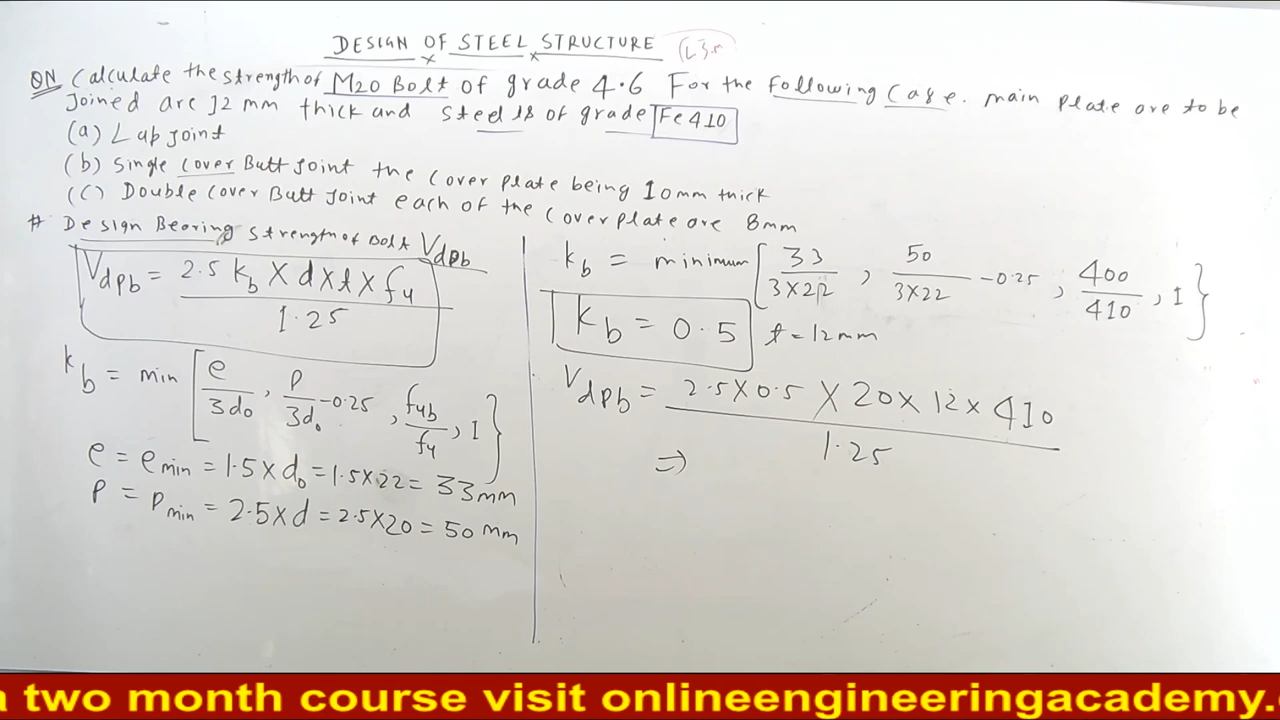 DESIGN OF STEEL STRUCTURE
QN Calculate the strength of M20 Bolt of grade 4.6 For the Following Case. main plate are to be
Joined are 12 mm thick and steel is of grade Fe 410
(a) Lap joint
(b) Single cover Butt Joint the cover plate being 10mm thick
(c) Double cover Butt Joint each of the cover plate are 8mm
# Design Bearing strength of Bolt Vdpb
Vdpb = 2.5 kb X d X t X fu / 1.25
kb = min [ e / 3do , p / 3do -0.25 , fub / fu , 1 }
e = emin = 1.5 X do = 1.5 X 22 = 33mm
P = Pmin = 2.5 X d = 2.5 X 20 = 50 mm
kb = minimum [ 33 / 3X22 , 50 / 3X22 -0.25 , 400 / 410 , 1 }
kb = 0.5 t = 12mm
Vdpb = 2.5 X 0.5 X 20 X 12 X 410 / 1.25
⇒
a two month course visit onlineengineeringacademy.